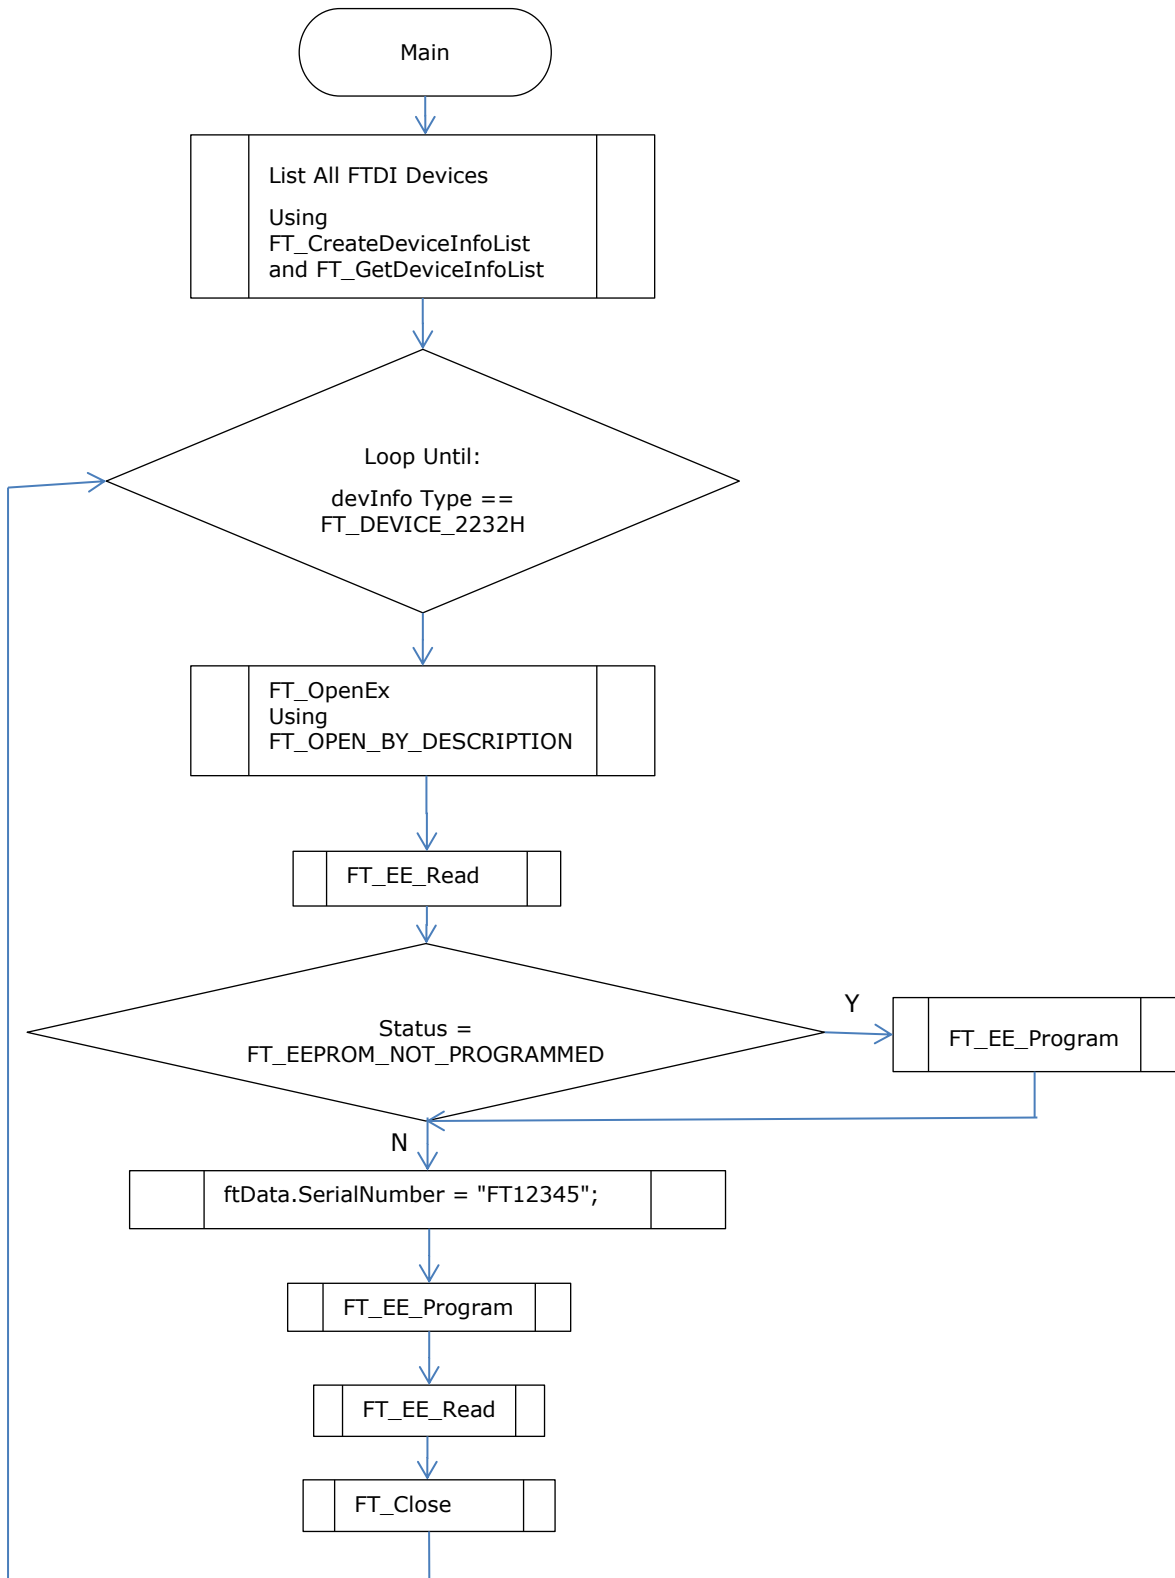 Main
List All FTDI Devices
Using
FT_CreateDeviceInfoList
and FT_GetDeviceInfoList
Loop Until:
devInfo Type ==
FT_DEVICE_2232H
FT_OpenEx
Using
FT_OPEN_BY_DESCRIPTION
FT_EE_Read
Status =
FT_EEPROM_NOT_PROGRAMMED
Y
FT_EE_Program
N
ftData.SerialNumber = "FT12345";
FT_EE_Program
FT_EE_Read
FT_Close